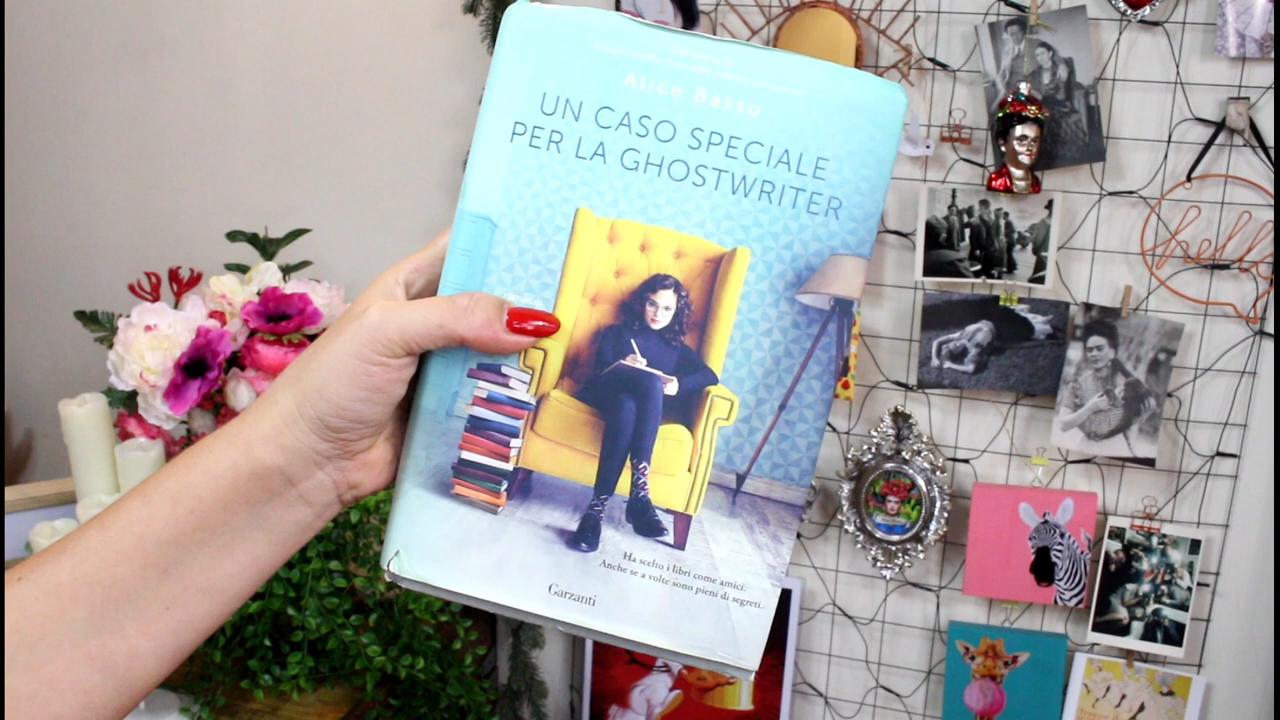 Alice Basso
UN CASO SPECIALE
PER LA GHOSTWRITER
Ha scelto i libri come amici.
Anche se a volte sono pieni di segreti.
Garzanti
hello